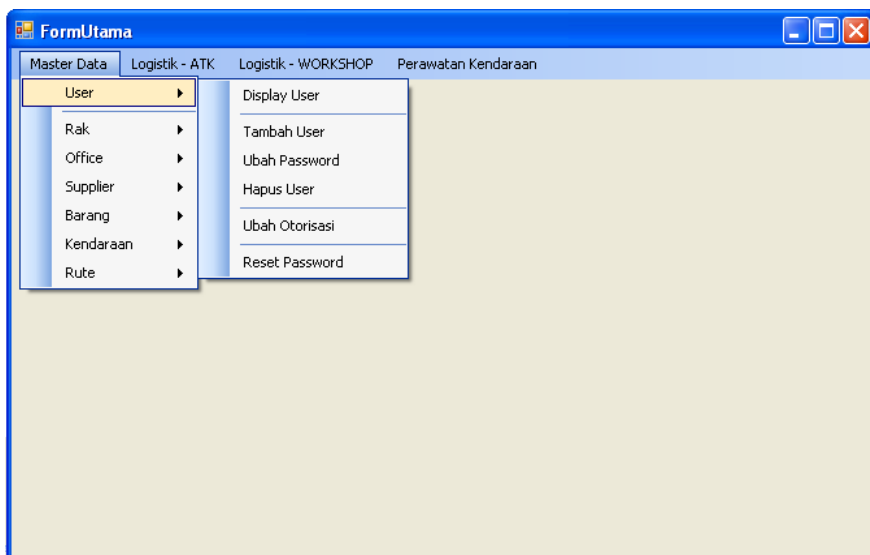 FormUtama
Master Data Logistik - ATK Logistik - WORKSHOP Perawatan Kendaraan
User
Rak
Office
Supplier
Barang
Kendaraan
Rute
Display User
Tambah User
Ubah Password
Hapus User
Ubah Otorisasi
Reset Password